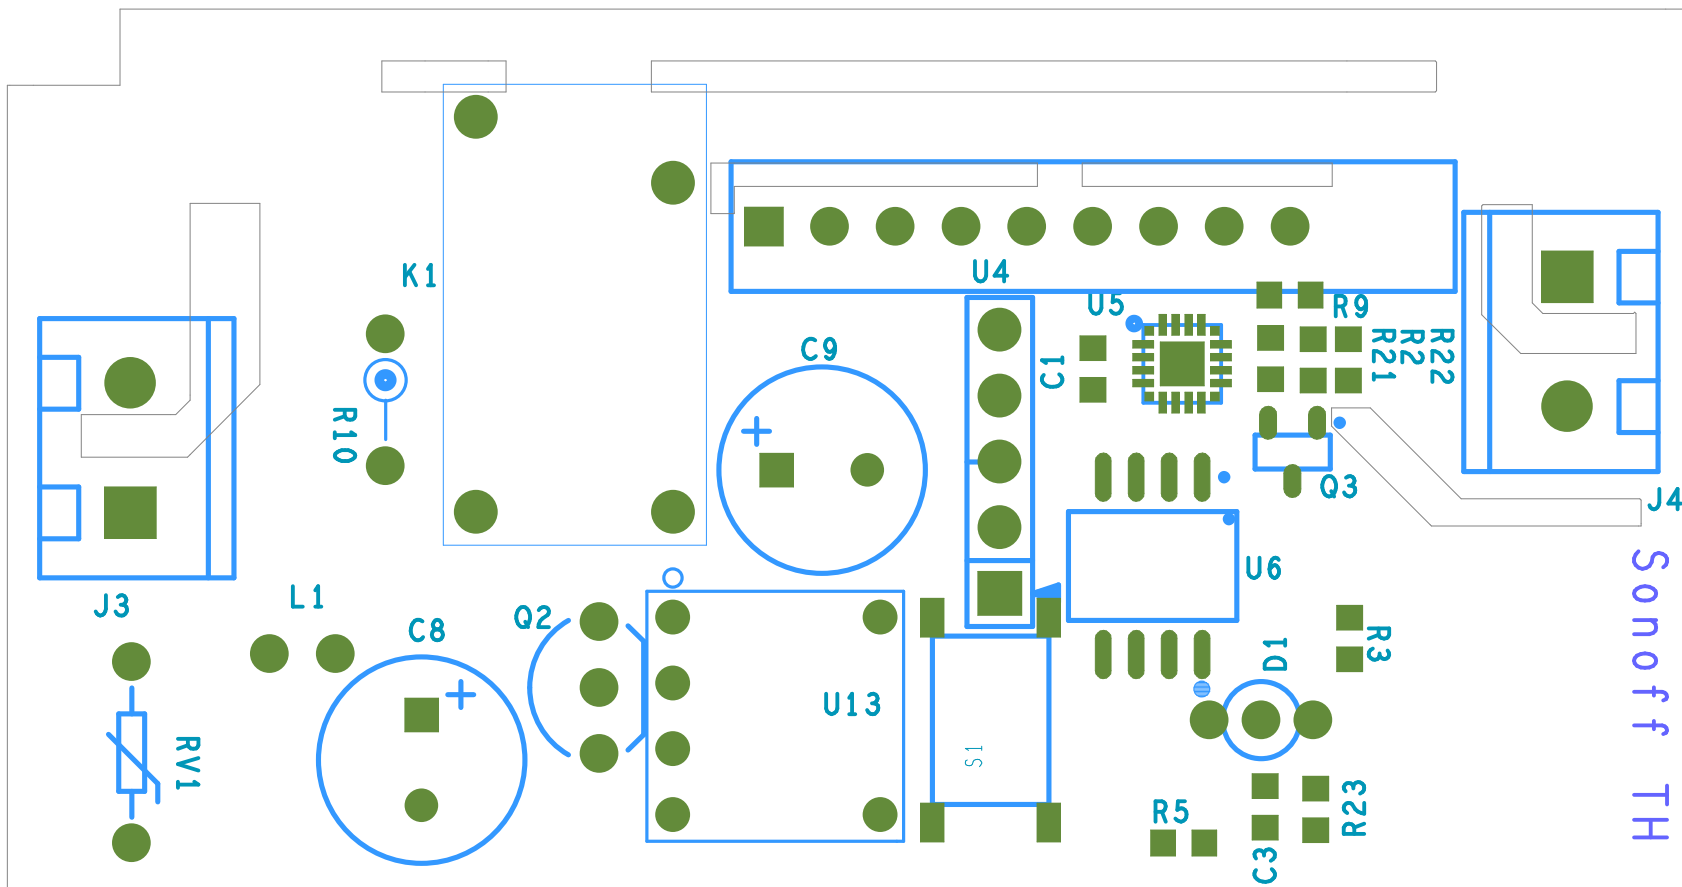 K1
U4
U5
R9
R21
R2
R22
C9
C1
R10
Q3
J4
U6
J3
L1
C8
Q2
D1
R3
U13
RV1
S1
R5
R23
C3
Sonoff TH
+
+